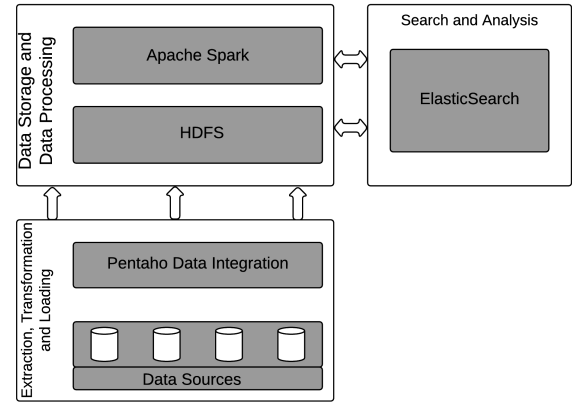 Data Storage and
Data Processing
Apache Spark
HDFS
Search and Analysis
ElasticSearch
Extraction, Transformation
and Loading
Pentaho Data Integration
Data Sources